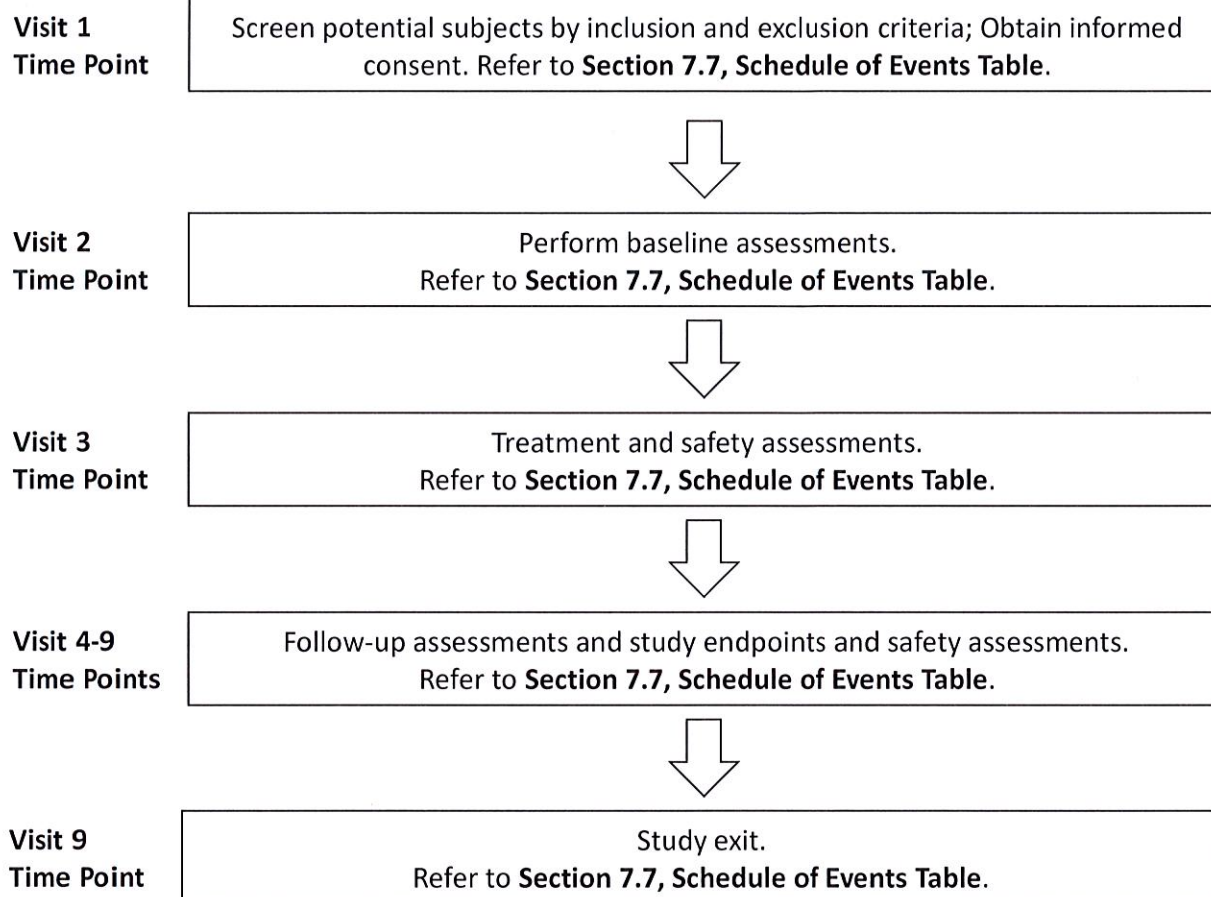 Visit 1
Time Point
Screen potential subjects by inclusion and exclusion criteria; Obtain informed
consent. Refer to Section 7.7, Schedule of Events Table.
Visit 2
Time Point
Perform baseline assessments.
Refer to Section 7.7, Schedule of Events Table.
Visit 3
Time Point
Treatment and safety assessments.
Refer to Section 7.7, Schedule of Events Table.
Visit 4-9
Time Points
Follow-up assessments and study endpoints and safety assessments.
Refer to Section 7.7, Schedule of Events Table.
Visit 9
Time Point
Study exit.
Refer to Section 7.7, Schedule of Events Table.